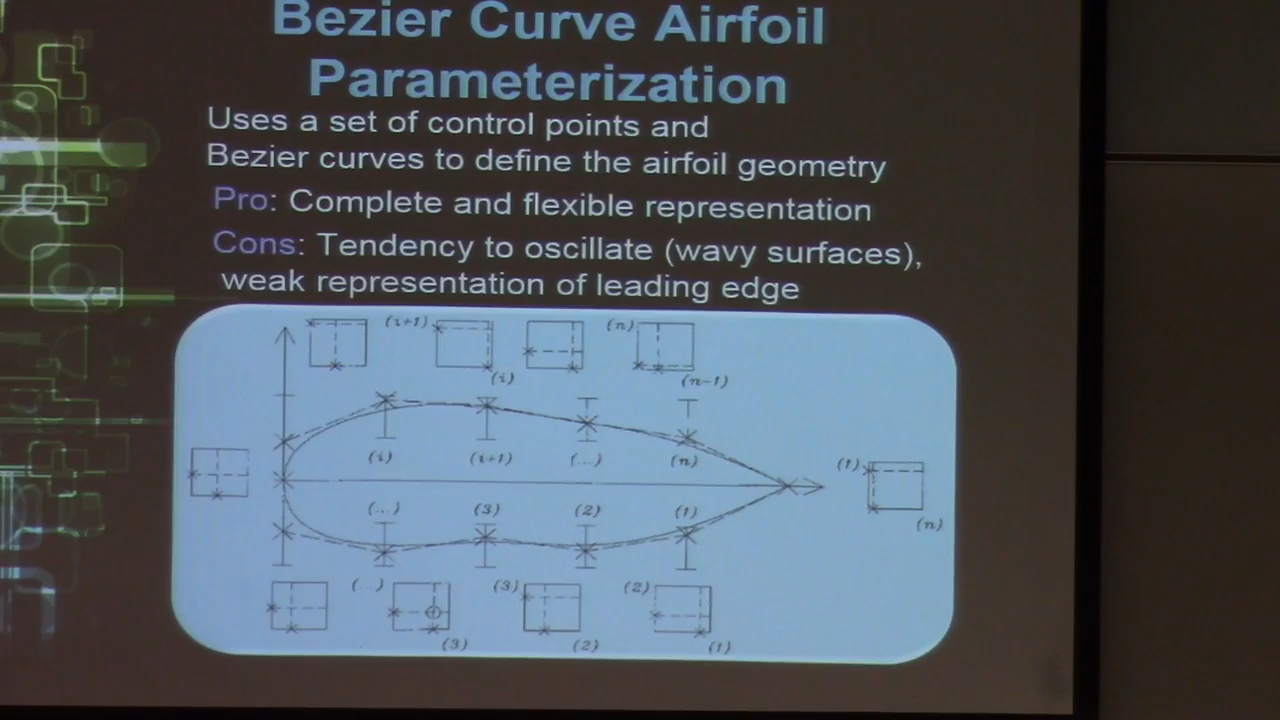 Bezier Curve Airfoil
Parameterization
Uses a set of control points and
Bezier curves to define the airfoil geometry
Pro: Complete and flexible representation
Cons: Tendency to oscillate (wavy surfaces),
weak representation of leading edge
(i+1) (n)
(i) (n-1)
(i) (i+1) (...) (n) (1)
(...) (3) (2) (1) (n)
(...) (3) (2)
(3) (2) (1)